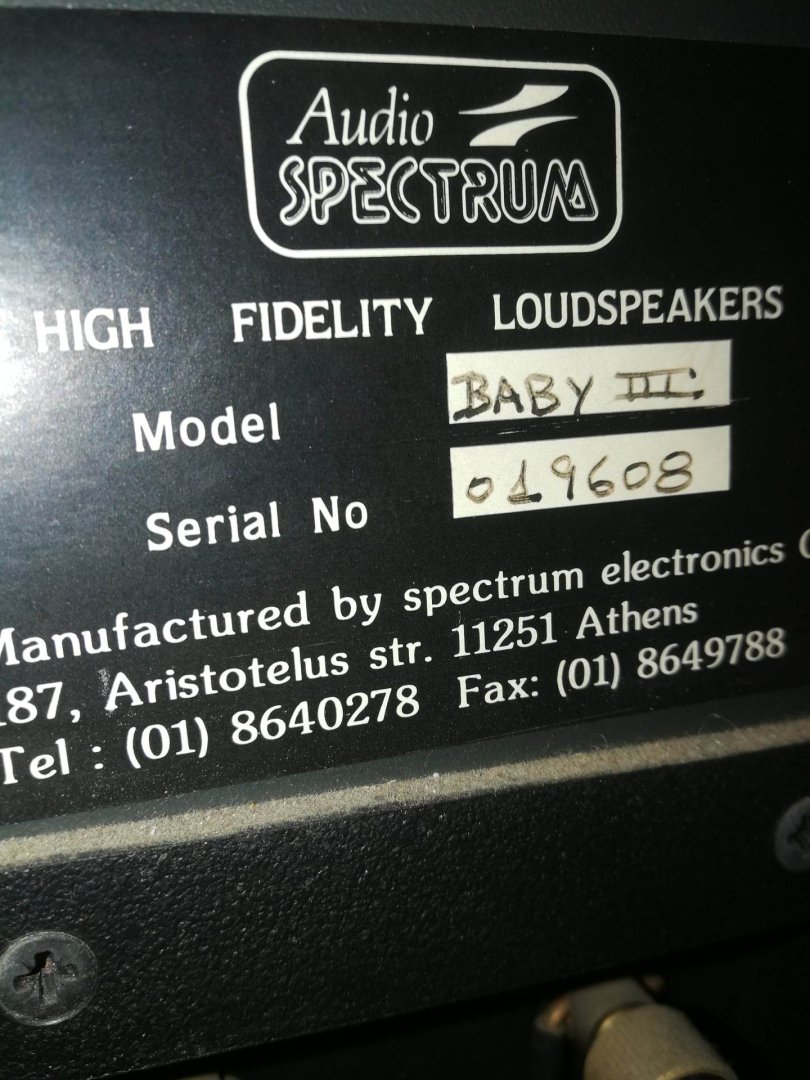 Audio
SPECTRUM
HIGH FIDELITY LOUDSPEAKERS
Model BABY III
Serial No 019608
Manufactured by spectrum electronics
187, Aristotelus str. 11251 Athens
Tel : (01) 8640278 Fax: (01) 8649788